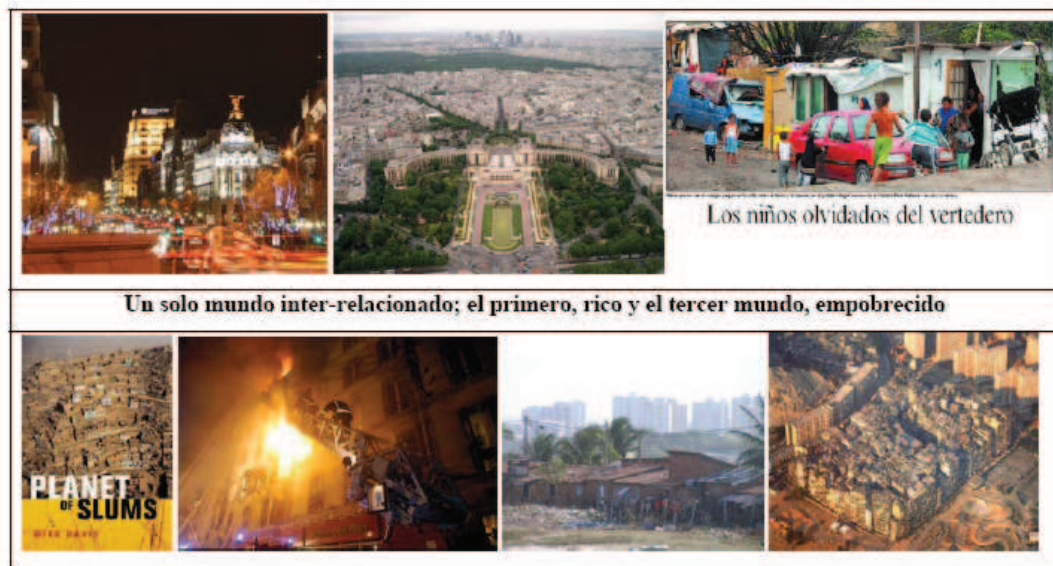 Los niños olvidados del vertedero
Un solo mundo inter-relacionado; el primero, rico y el tercer mundo, empobrecido
PLANET
OF SLUMS
MIKE DAVIS